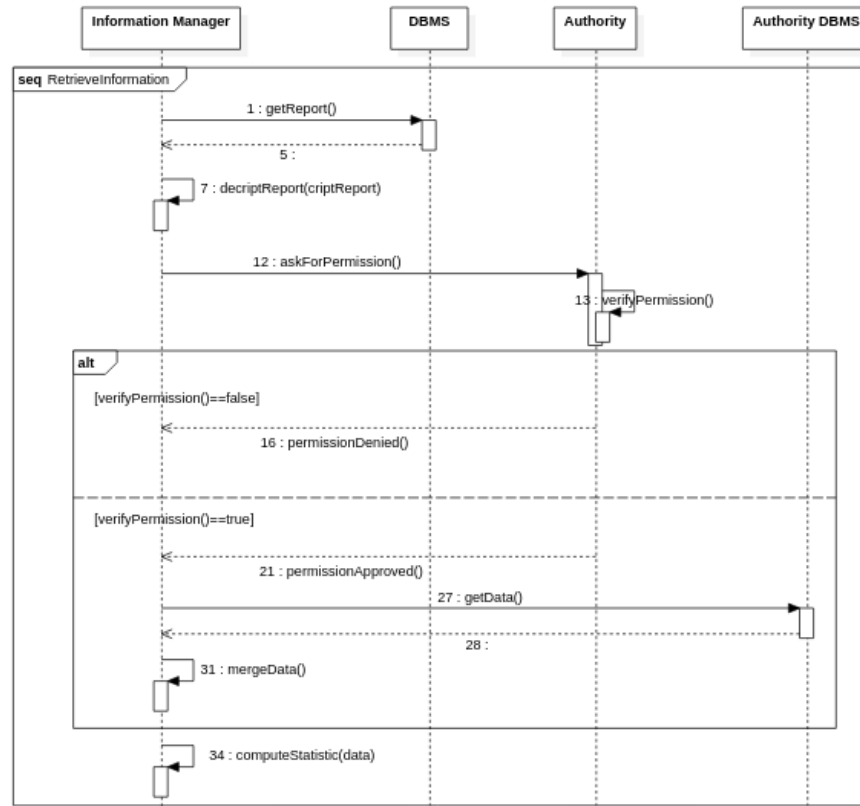 Information Manager
DBMS
Authority
Authority DBMS
seq RetrieveInformation
1 : getReport()
5 :
7 : decriptReport(criptReport)
12 : askForPermission()
13 : verifyPermission()
alt
[verifyPermission()==false]
16 : permissionDenied()
[verifyPermission()==true]
21 : permissionApproved()
27 : getData()
28 :
31 : mergeData()
34 : computeStatistic(data)